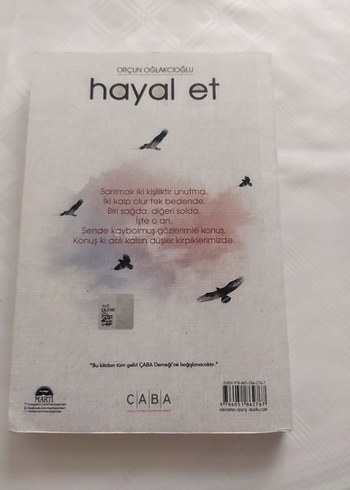 ORÇUN OĞLAKCIOĞLU
hayal et
Sarılmak iki kişiliktir unutma,
İki kalp olur tek bedende,
Biri sağda, diğeri solda.
İşte o an,
Sende kaybolmuş gözlerimle konuş,
Konuş ki asılı kalsın düşler kirpiklerimizde.
"Bu kitabın tüm geliri ÇABA Derneği'ne bağışlanacaktır."
MARTI
ÇABA